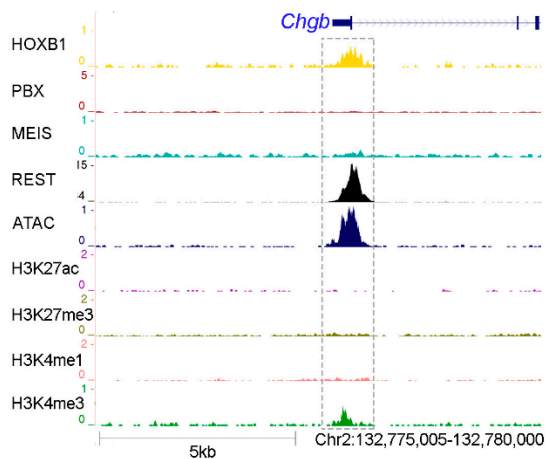 Chgb
HOXB1
1
0
PBX
5
0
MEIS
1
0
REST
15
4
ATAC
1
0
H3K27ac
2
0
H3K27me3
2
0
H3K4me1
2
0
H3K4me3
1
0
5kb
Chr2:132,775,005-132,780,000